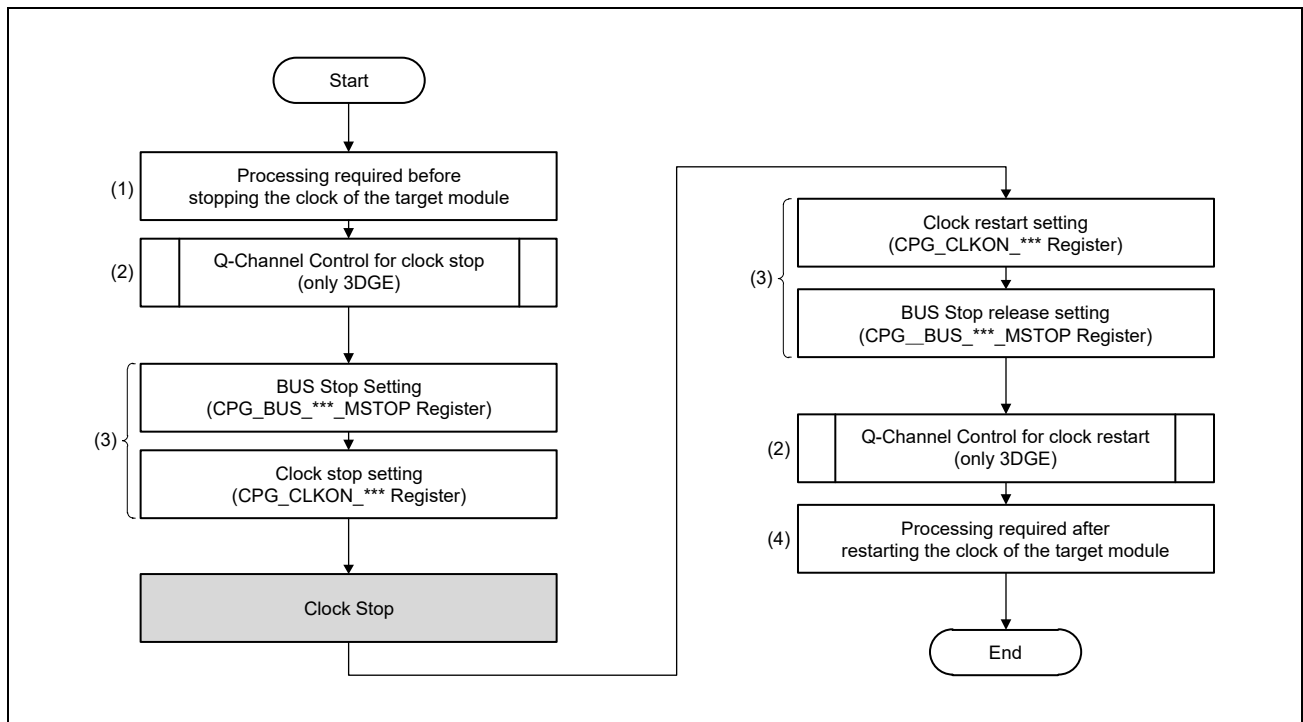 Start
(1)
Processing required before
stopping the clock of the target module
(2)
Q-Channel Control for clock stop
(only 3DGE)
(3)
BUS Stop Setting
(CPG_BUS_***_MSTOP Register)
Clock stop setting
(CPG_CLKON_*** Register)
Clock Stop
(3)
Clock restart setting
(CPG_CLKON_*** Register)
BUS Stop release setting
(CPG__BUS_***_MSTOP Register)
(2)
Q-Channel Control for clock restart
(only 3DGE)
(4)
Processing required after
restarting the clock of the target module
End